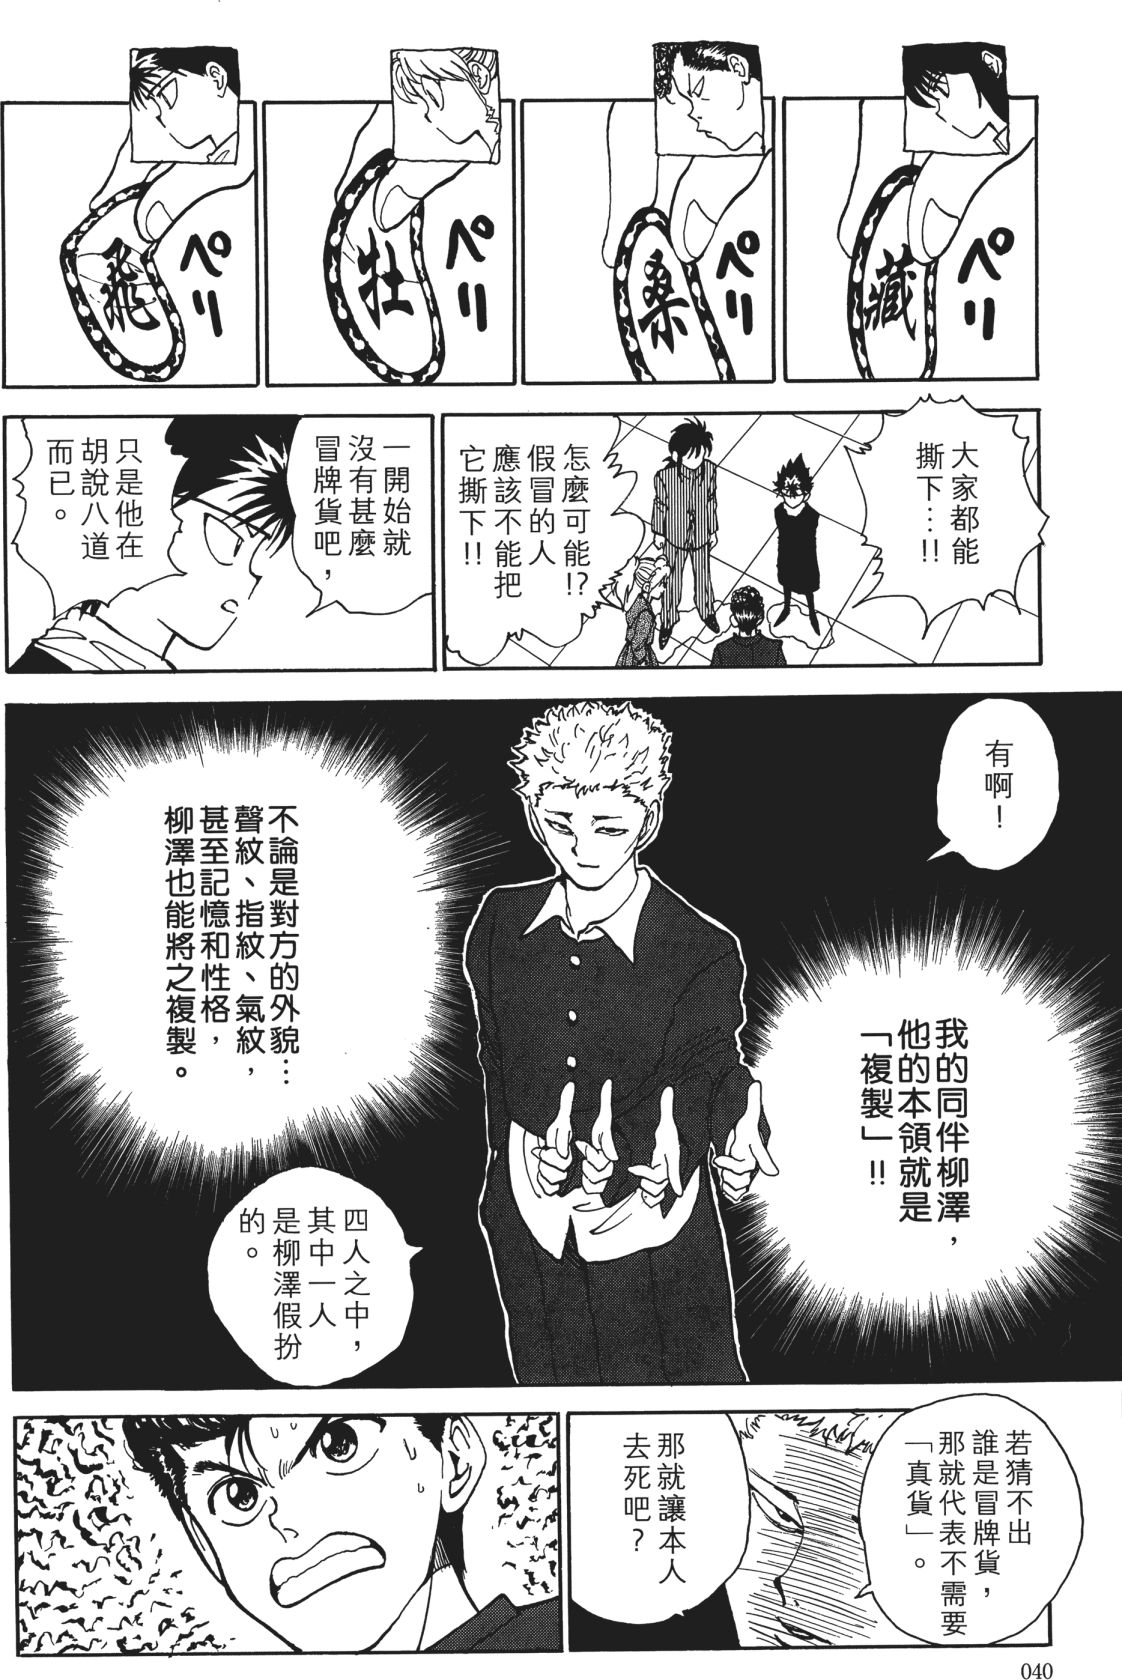 藏
ペリ
桑
ペリ
牡
ペリ
飛
ペリ
大家都能
撕下…!!
怎麼可能!?
假冒的人
應該不能把
它撕下!!
一開始就
沒有甚麼
冒牌貨吧，
只是他在
胡說八道
而已。
有啊！
我的同伴柳澤，
他的本領就是
「複製」!!
不論是對方的外貌…
聲紋、指紋、氣紋，
甚至記憶和性格，
柳澤也能將之複製。
四人之中，
其中一人
是柳澤假扮
的。
若猜不出
誰是冒牌貨，
那就代表不需要
「真貨」。
那就讓本人
去死吧？
040